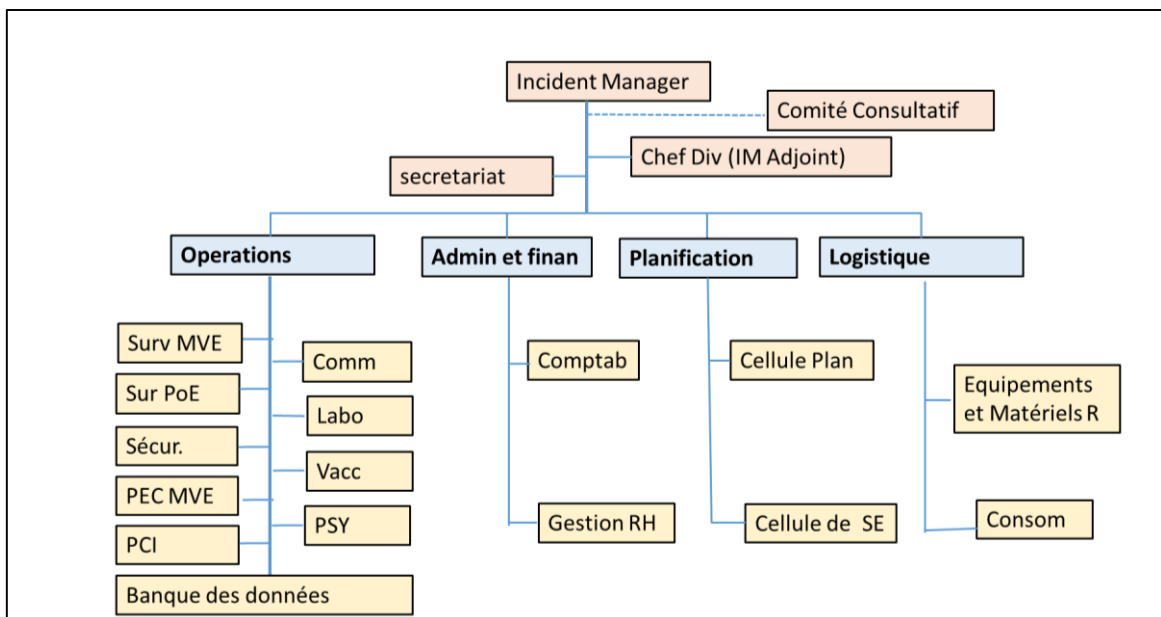 Incident Manager
Comité Consultatif
Chef Div (IM Adjoint)
secretariat
Operations
Admin et finan
Planification
Logistique
Surv MVE
Comm
Sur PoE
Labo
Sécur.
Vacc
PEC MVE
PSY
PCI
Banque des données
Comptab
Gestion RH
Cellule Plan
Cellule de SE
Equipements
et Matériels R
Consom